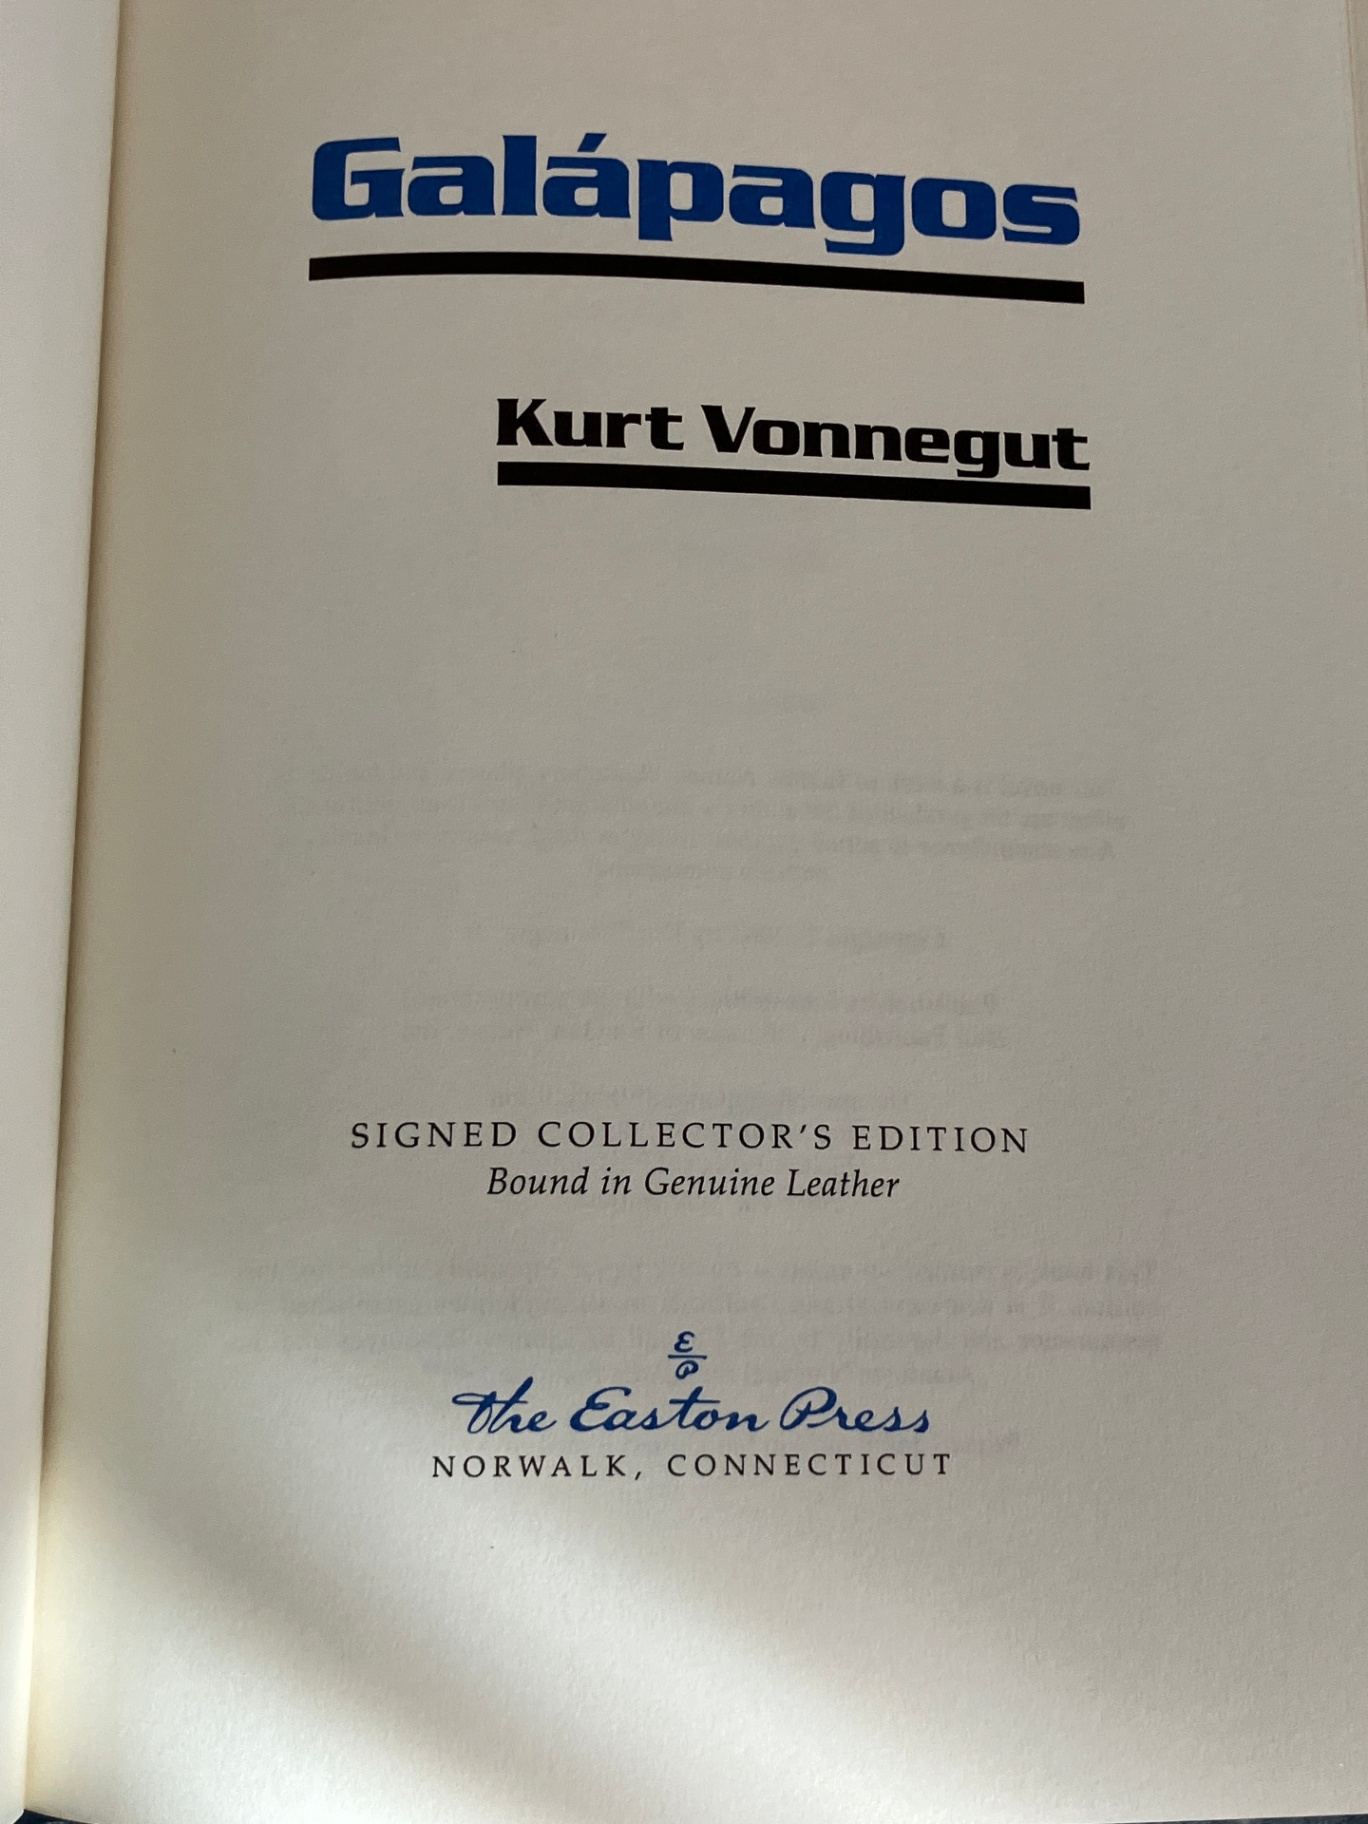 Galápagos
Kurt Vonnegut
SIGNED COLLECTOR'S EDITION
Bound in Genuine Leather
E
P
The Easton Press
NORWALK, CONNECTICUT